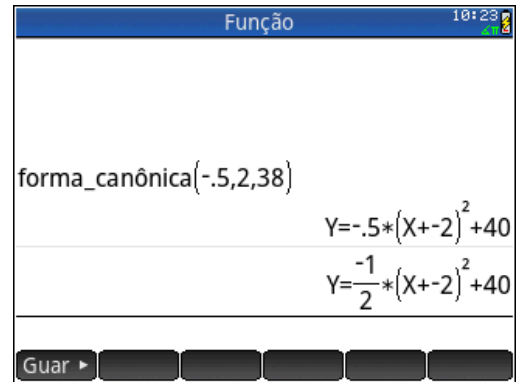 Função
10:23
∡π
forma_canônica(-.5,2,38)
Y=-.5*(X+-2)²+40
Y=-1/2*(X+-2)²+40
Guar ▸